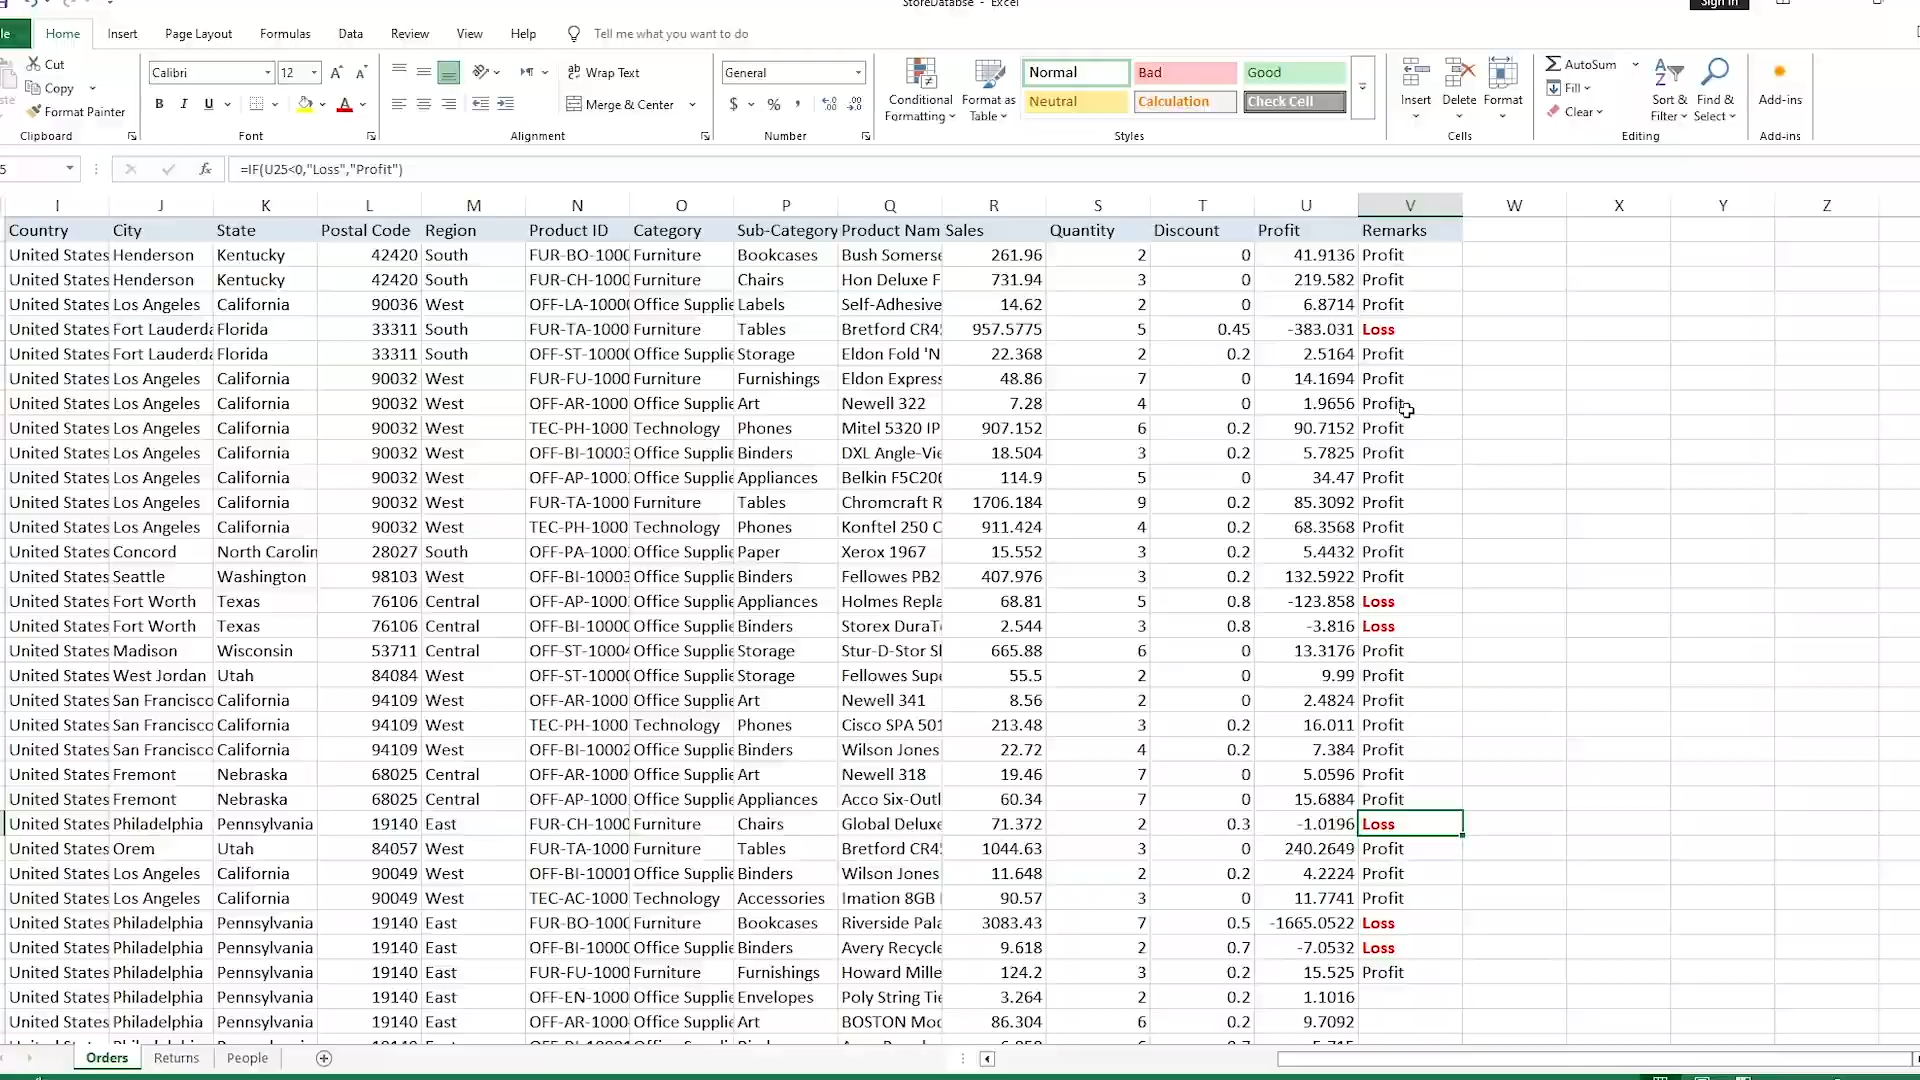 StoreDatabse - Excel
Sign in
Home Insert Page Layout Formulas Data Review View Help Tell me what you want to do
Cut
Copy
Format Painter
Clipboard
Calibri 12
B I U
Font
Wrap Text
Merge & Center
Alignment
General
$ % ,
Number
Conditional Formatting
Format as Table
Normal Bad Good
Neutral Calculation Check Cell
Styles
Insert Delete Format
Cells
AutoSum
Fill
Clear
Sort & Filter
Find & Select
Editing
Add-ins
Add-ins
5 fx =IF(U25<0,"Loss","Profit")
I J K L M N O P Q R S T U V W X Y Z
Country City State Postal Code Region Product ID Category Sub-Category Product Nam Sales Quantity Discount Profit Remarks
United States Henderson Kentucky 42420 South FUR-BO-1000 Furniture Bookcases Bush Somerse 261.96 2 0 41.9136 Profit
United States Henderson Kentucky 42420 South FUR-CH-1000 Furniture Chairs Hon Deluxe F 731.94 3 0 219.582 Profit
United States Los Angeles California 90036 West OFF-LA-10000 Office Supplie Labels Self-Adhesive 14.62 2 0 6.8714 Profit
United States Fort Lauderda Florida 33311 South FUR-TA-1000 Furniture Tables Bretford CR4 957.5775 5 0.45 -383.031 Loss
United States Fort Lauderda Florida 33311 South OFF-ST-10000 Office Supplie Storage Eldon Fold 'N 22.368 2 0.2 2.5164 Profit
United States Los Angeles California 90032 West FUR-FU-1000 Furniture Furnishings Eldon Express 48.86 7 0 14.1694 Profit
United States Los Angeles California 90032 West OFF-AR-1000 Office Supplie Art Newell 322 7.28 4 0 1.9656 Profit
United States Los Angeles California 90032 West TEC-PH-1000 Technology Phones Mitel 5320 IP 907.152 6 0.2 90.7152 Profit
United States Los Angeles California 90032 West OFF-BI-10003 Office Supplie Binders DXL Angle-Vie 18.504 3 0.2 5.7825 Profit
United States Los Angeles California 90032 West OFF-AP-1000 Office Supplie Appliances Belkin F5C206 114.9 5 0 34.47 Profit
United States Los Angeles California 90032 West FUR-TA-1000 Furniture Tables Chromcraft R 1706.184 9 0.2 85.3092 Profit
United States Los Angeles California 90032 West TEC-PH-1000 Technology Phones Konftel 250 C 911.424 4 0.2 68.3568 Profit
United States Concord North Carolin 28027 South OFF-PA-1000 Office Supplie Paper Xerox 1967 15.552 3 0.2 5.4432 Profit
United States Seattle Washington 98103 West OFF-BI-10003 Office Supplie Binders Fellowes PB2 407.976 3 0.2 132.5922 Profit
United States Fort Worth Texas 76106 Central OFF-AP-1000 Office Supplie Appliances Holmes Repla 68.81 5 0.8 -123.858 Loss
United States Fort Worth Texas 76106 Central OFF-BI-10000 Office Supplie Binders Storex DuraT 2.544 3 0.8 -3.816 Loss
United States Madison Wisconsin 53711 Central OFF-ST-10004 Office Supplie Storage Stur-D-Stor Sl 665.88 6 0 13.3176 Profit
United States West Jordan Utah 84084 West OFF-ST-10000 Office Supplie Storage Fellowes Supe 55.5 2 0 9.99 Profit
United States San Francisco California 94109 West OFF-AR-1000 Office Supplie Art Newell 341 8.56 2 0 2.4824 Profit
United States San Francisco California 94109 West TEC-PH-1000 Technology Phones Cisco SPA 501 213.48 3 0.2 16.011 Profit
United States San Francisco California 94109 West OFF-BI-10002 Office Supplie Binders Wilson Jones 22.72 4 0.2 7.384 Profit
United States Fremont Nebraska 68025 Central OFF-AR-1000 Office Supplie Art Newell 318 19.46 7 0 5.0596 Profit
United States Fremont Nebraska 68025 Central OFF-AP-1000 Office Supplie Appliances Acco Six-Outl 60.34 7 0 15.6884 Profit
United States Philadelphia Pennsylvania 19140 East FUR-CH-1000 Furniture Chairs Global Deluxe 71.372 2 0.3 -1.0196 Loss
United States Orem Utah 84057 West FUR-TA-1000 Furniture Tables Bretford CR4 1044.63 3 0 240.2649 Profit
United States Los Angeles California 90049 West OFF-BI-10001 Office Supplie Binders Wilson Jones 11.648 2 0.2 4.2224 Profit
United States Los Angeles California 90049 West TEC-AC-1000 Technology Accessories Imation 8GB 90.57 3 0 11.7741 Profit
United States Philadelphia Pennsylvania 19140 East FUR-BO-1000 Furniture Bookcases Riverside Pala 3083.43 7 0.5 -1665.0522 Loss
United States Philadelphia Pennsylvania 19140 East OFF-BI-10000 Office Supplie Binders Avery Recycle 9.618 2 0.7 -7.0532 Loss
United States Philadelphia Pennsylvania 19140 East FUR-FU-1000 Furniture Furnishings Howard Mille 124.2 3 0.2 15.525 Profit
United States Philadelphia Pennsylvania 19140 East OFF-EN-1000 Office Supplie Envelopes Poly String Tie 3.264 2 0.2 1.1016
United States Philadelphia Pennsylvania 19140 East OFF-AR-1000 Office Supplie Art BOSTON Moc 86.304 6 0.2 9.7092
Orders Returns People